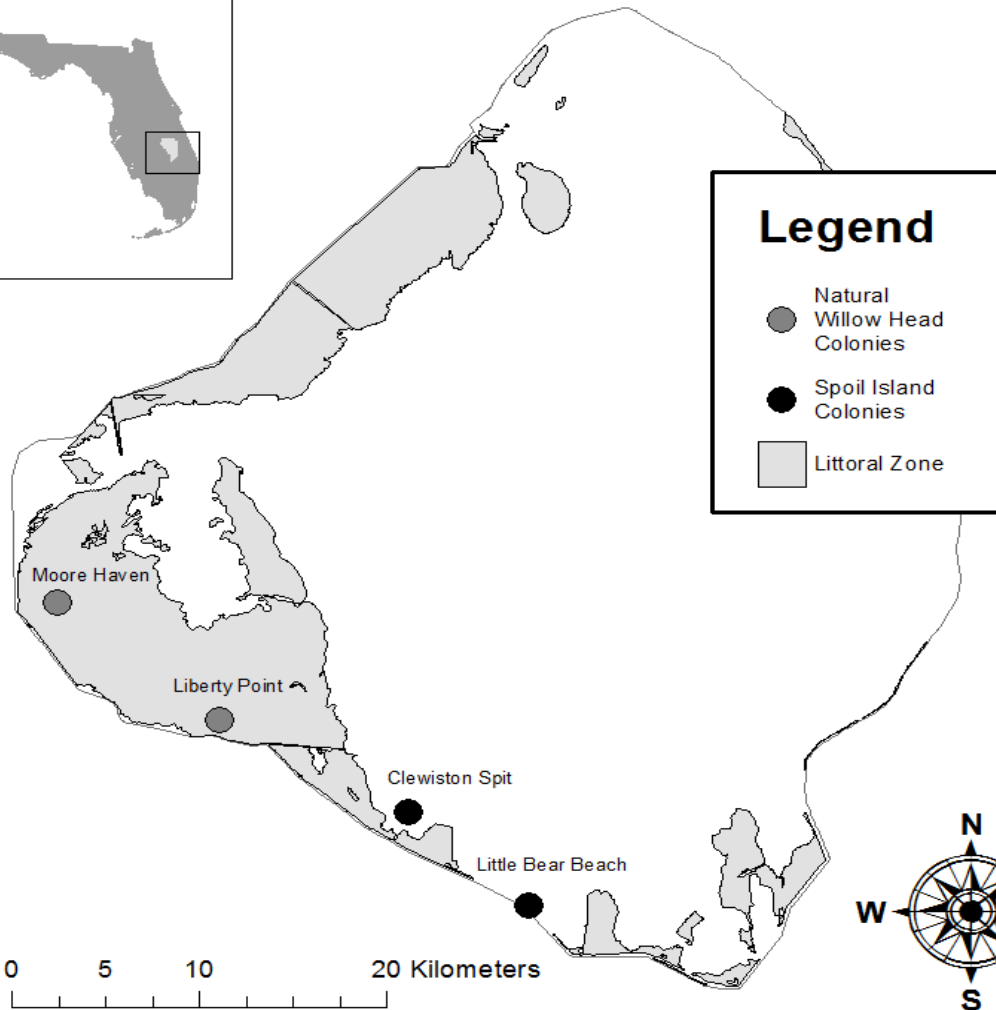 Legend
Natural
Willow Head
Colonies
Spoil Island
Colonies
Littoral Zone
Moore Haven
Liberty Point
Clewiston Spit
Little Bear Beach
N
W
S
0 5 10 20 Kilometers